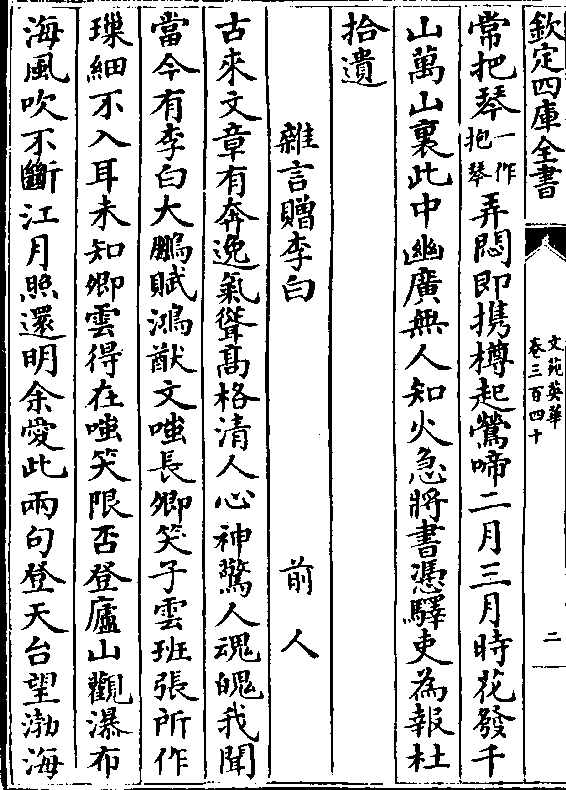 欽定四庫全書
文苑英華
卷三百四十
二
常把琴一作抱琴弄悶即携樽起鶯啼二月三月時花發千
山萬山裏此中幽廣無人知火急將書憑驛吏為報杜
拾遺
雜言贈李白 前人
古來文章有奔逸氣聳髙格清人心神驚人魂魄我聞
當今有李白大鵬賦鴻猷文嗤長卿笑子雲班張所作
瑣細不入耳未知卿雲得在嗤笑限否登廬山觀瀑布
海風吹不斷江月照還明余愛此兩句登天台望渤海